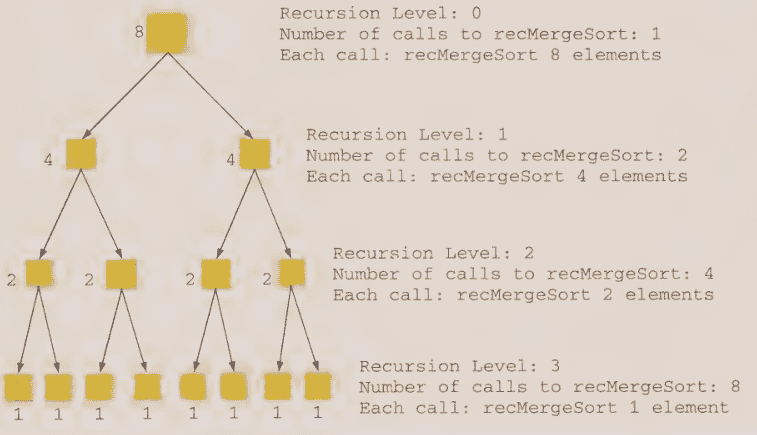 8
Recursion Level: 0
Number of calls to recMergeSort: 1
Each call: recMergeSort 8 elements
4
4
Recursion Level: 1
Number of calls to recMergeSort: 2
Each call: recMergeSort 4 elements
2
2
2
2
Recursion Level: 2
Number of calls to recMergeSort: 4
Each call: recMergeSort 2 elements
Recursion Level: 3
Number of calls to recMergeSort: 8
Each call: recMergeSort 1 element
1
1
1
1
1
1
1
1